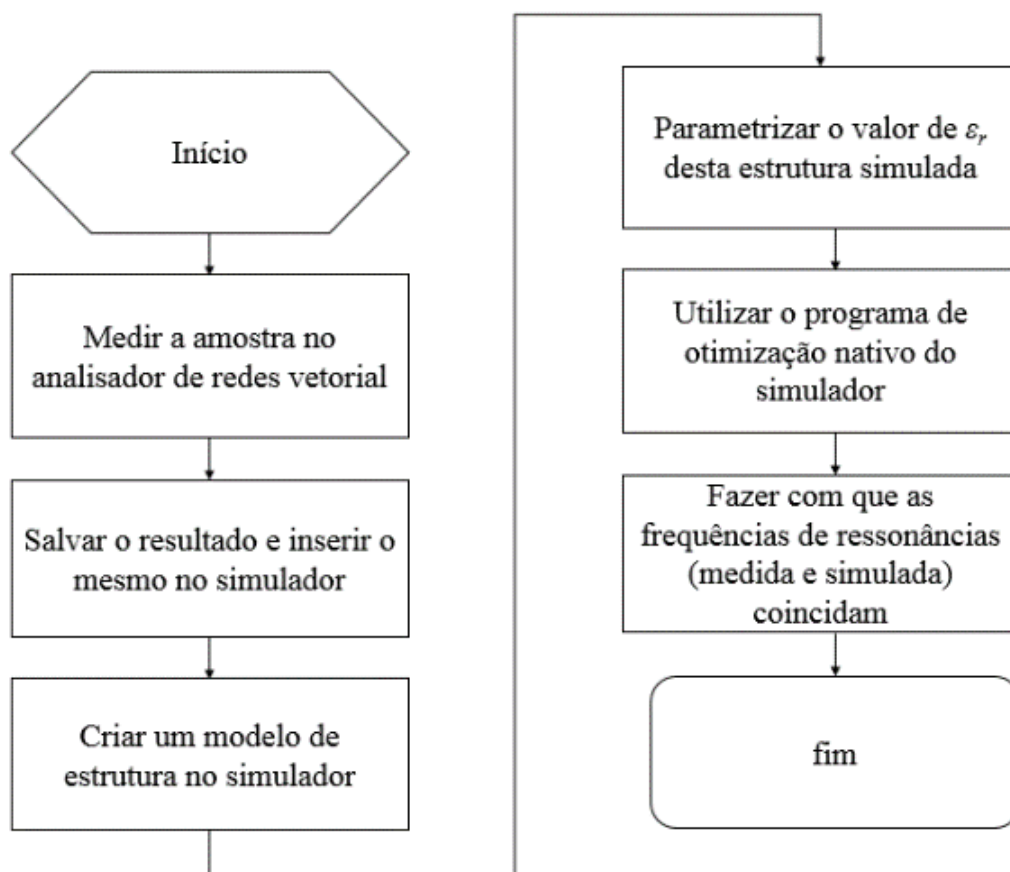 Início
Medir a amostra no
analisador de redes vetorial
Salvar o resultado e inserir o
mesmo no simulador
Criar um modelo de
estrutura no simulador
Parametrizar o valor de εr
desta estrutura simulada
Utilizar o programa de
otimização nativo do
simulador
Fazer com que as
frequências de ressonâncias
(medida e simulada)
coincidam
fim